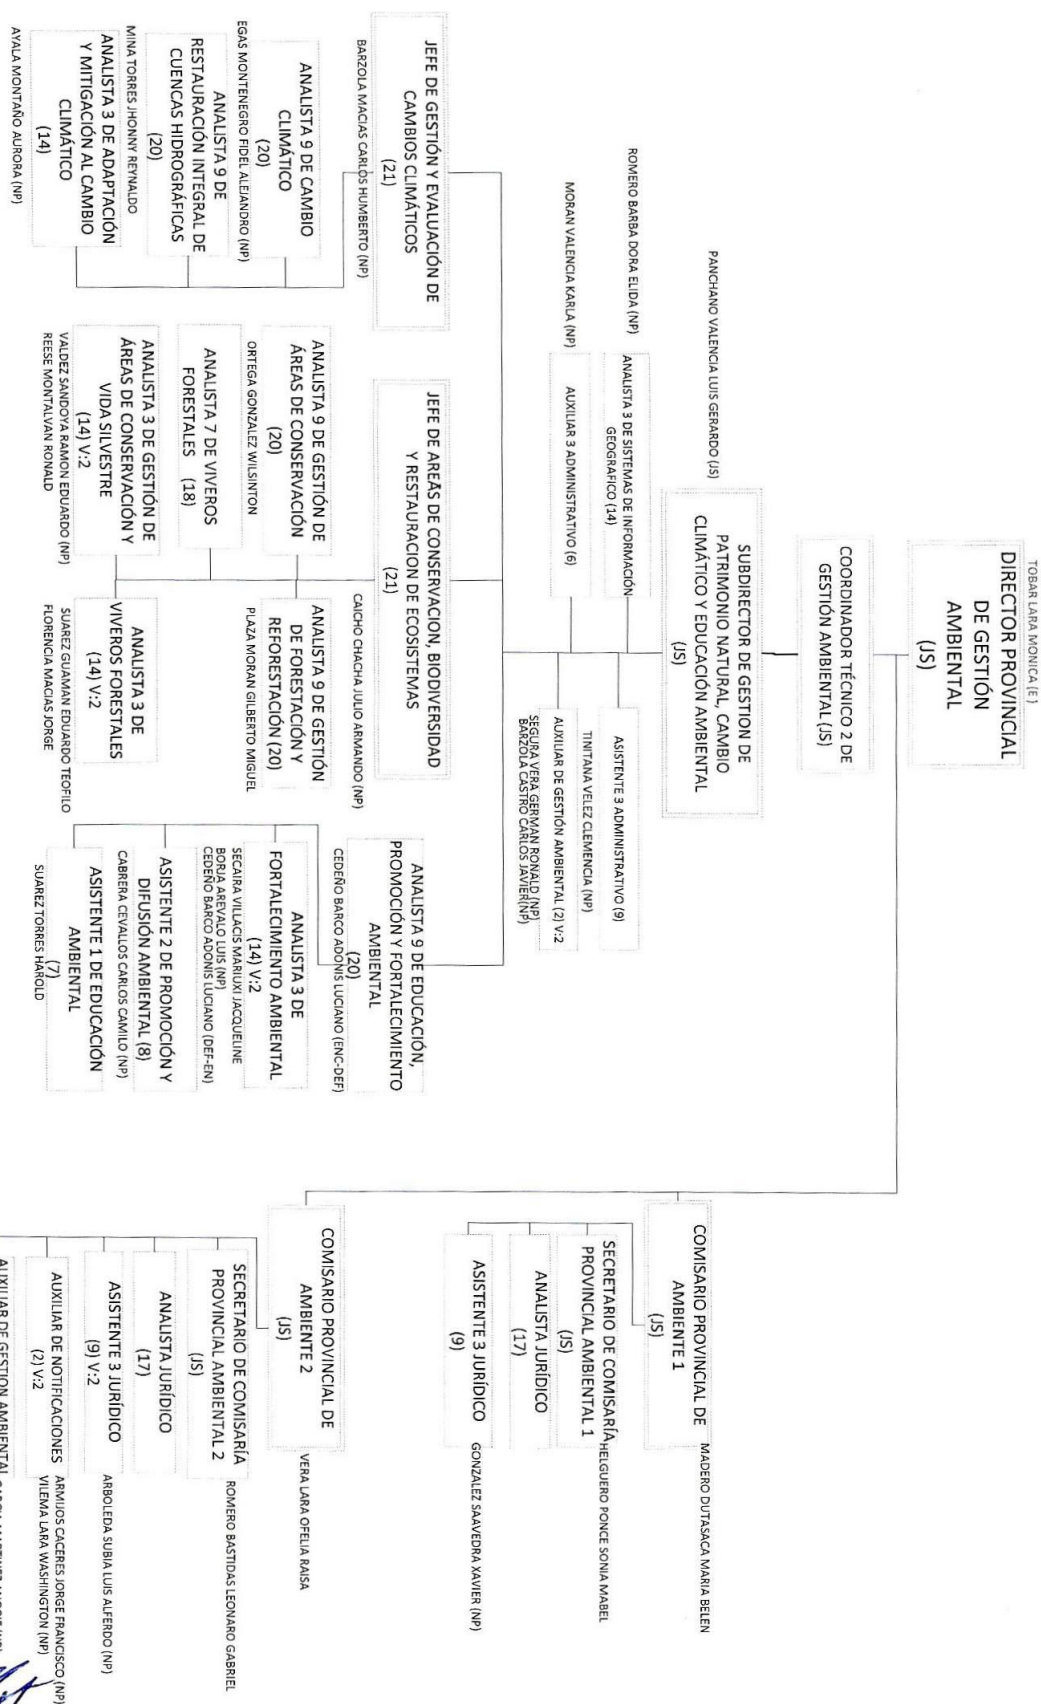 TOBAR LARA MONICA (E)
DIRECTOR PROVINCIAL
DE GESTIÓN
AMBIENTAL
(JS)
COORDINADOR TÉCNICO 2 DE
GESTIÓN AMBIENTAL (JS)
PANCHANO VALENCIA LUIS GERARDO (JS)
SUBDIRECTOR DE GESTION DE
PATRIMONIO NATURAL, CAMBIO
CLIMÁTICO Y EDUCACIÓN AMBIENTAL
(JS)
ROMERO BARBA DORA ELIDA (NP)
ANALISTA 3 DE SISTEMAS DE INFORMACIÓN
GEOGRAFICO (14)
ASISTENTE 3 ADMINISTRATIVO (9)
TINITANA VELEZ CLEMENCIA (NP)
MORAN VALENCIA KARLA (NP)
AUXILIAR 3 ADMINISTRATIVO (6)
AUXILIAR DE GESTIÓN AMBIENTAL (2) V:2
SEGURA VERA GERMAN RONALD (NP)
BARZOLA CASTRO CARLOS JAVIER(NP)
JEFE DE GESTIÓN Y EVALUACIÓN DE
CAMBIOS CLIMÁTICOS
(21)
BARZOLA MACIAS CARLOS HUMBERTO (NP)
ANALISTA 9 DE CAMBIO
CLIMÁTICO
(20)
EGAS MONTENEGRO FIDEL ALEJANDRO (NP)
ANALISTA 9 DE
RESTAURACIÓN INTEGRAL DE
CUENCAS HIDROGRÁFICAS
(20)
MINA TORRES JHONNY REYNALDO
ANALISTA 3 DE ADAPTACIÓN
Y MITIGACIÓN AL CAMBIO
CLIMÁTICO
(14)
AYALA MONTAÑO AURORA (NP)
JEFE DE AREAS DE CONSERVACION, BIODIVERSIDAD
Y RESTAURACION DE ECOSISTEMAS
(21)
CAICHO CHACHA JULIO ARMANDO (NP)
ANALISTA 9 DE GESTIÓN DE
ÁREAS DE CONSERVACIÓN
(20)
ORTEGA GONZALEZ WILSINTON
ANALISTA 7 DE VIVEROS
FORESTALES (18)
ANALISTA 3 DE GESTIÓN DE
ÁREAS DE CONSERVACIÓN Y
VIDA SILVESTRE
(14) V:2
VALDEZ SANDOYA RAMON EDUARDO (NP)
REESE MONTALVAN RONALD
ANALISTA 9 DE GESTIÓN
DE FORESTACIÓN Y
REFORESTACIÓN (20)
PLAZA MORAN GILBERTO MIGUEL
ANALISTA 3 DE
VIVEROS FORESTALES
(14) V:2
SUAREZ GUAMAN EDUARDO TEOFILO
FLORENCIA MACIAS JORGE
ANALISTA 9 DE EDUCACIÓN,
PROMOCIÓN Y FORTALECIMIENTO
AMBIENTAL
(20)
CEDEÑO BARCO ADONIS LUCIANO (ENC-DEF)
ANALISTA 3 DE
FORTALECIMIENTO AMBIENTAL
(14) V:2
SECAIRA VILLACIS MARIUXI JACQUELINE
BORJA AREVALO LUIS (NP)
CEDEÑO BARCO ADONIS LUCIANO (DEF-EN)
ASISTENTE 2 DE PROMOCIÓN Y
DIFUSIÓN AMBIENTAL (8)
CABRERA CEVALLOS CARLOS CAMILO (NP)
ASISTENTE 1 DE EDUCACIÓN
AMBIENTAL
(7)
SUAREZ TORRES HAROLD
COMISARIO PROVINCIAL DE
AMBIENTE 1
(JS)
MADERO DUTASACA MARIA BELEN
SECRETARIO DE COMISARÍA
PROVINCIAL AMBIENTAL 1
(JS)
HELGUERO PONCE SONIA MABEL
ANALISTA JURÍDICO
(17)
ASISTENTE 3 JURÍDICO
(9)
GONZALEZ SAAVEDRA XAVIER (NP)
COMISARIO PROVINCIAL DE
AMBIENTE 2
(JS)
VERA LARA OFELIA RAISA
SECRETARIO DE COMISARÍA
PROVINCIAL AMBIENTAL 2
(JS)
ROMERO BASTIDAS LEONARO GABRIEL
ANALISTA JURÍDICO
(17)
ASISTENTE 3 JURÍDICO
(9) V:2
ARBOLEDA SUBIA LUIS ALFERDO (NP)
AUXILIAR DE NOTIFICACIONES
(2) V:2
ARMIJOS CACERES JORGE FRANCISCO (NP)
VILEMA LARA WASHINGTON (NP)
AUXILIAR DE GESTION AMBIENTAL